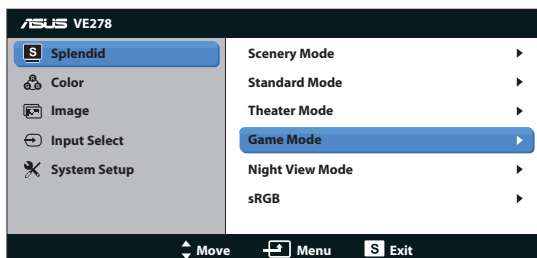 ASUS VE278
S Splendid
Color
Image
Input Select
System Setup
Scenery Mode
Standard Mode
Theater Mode
Game Mode
Night View Mode
sRGB
Move Menu S Exit